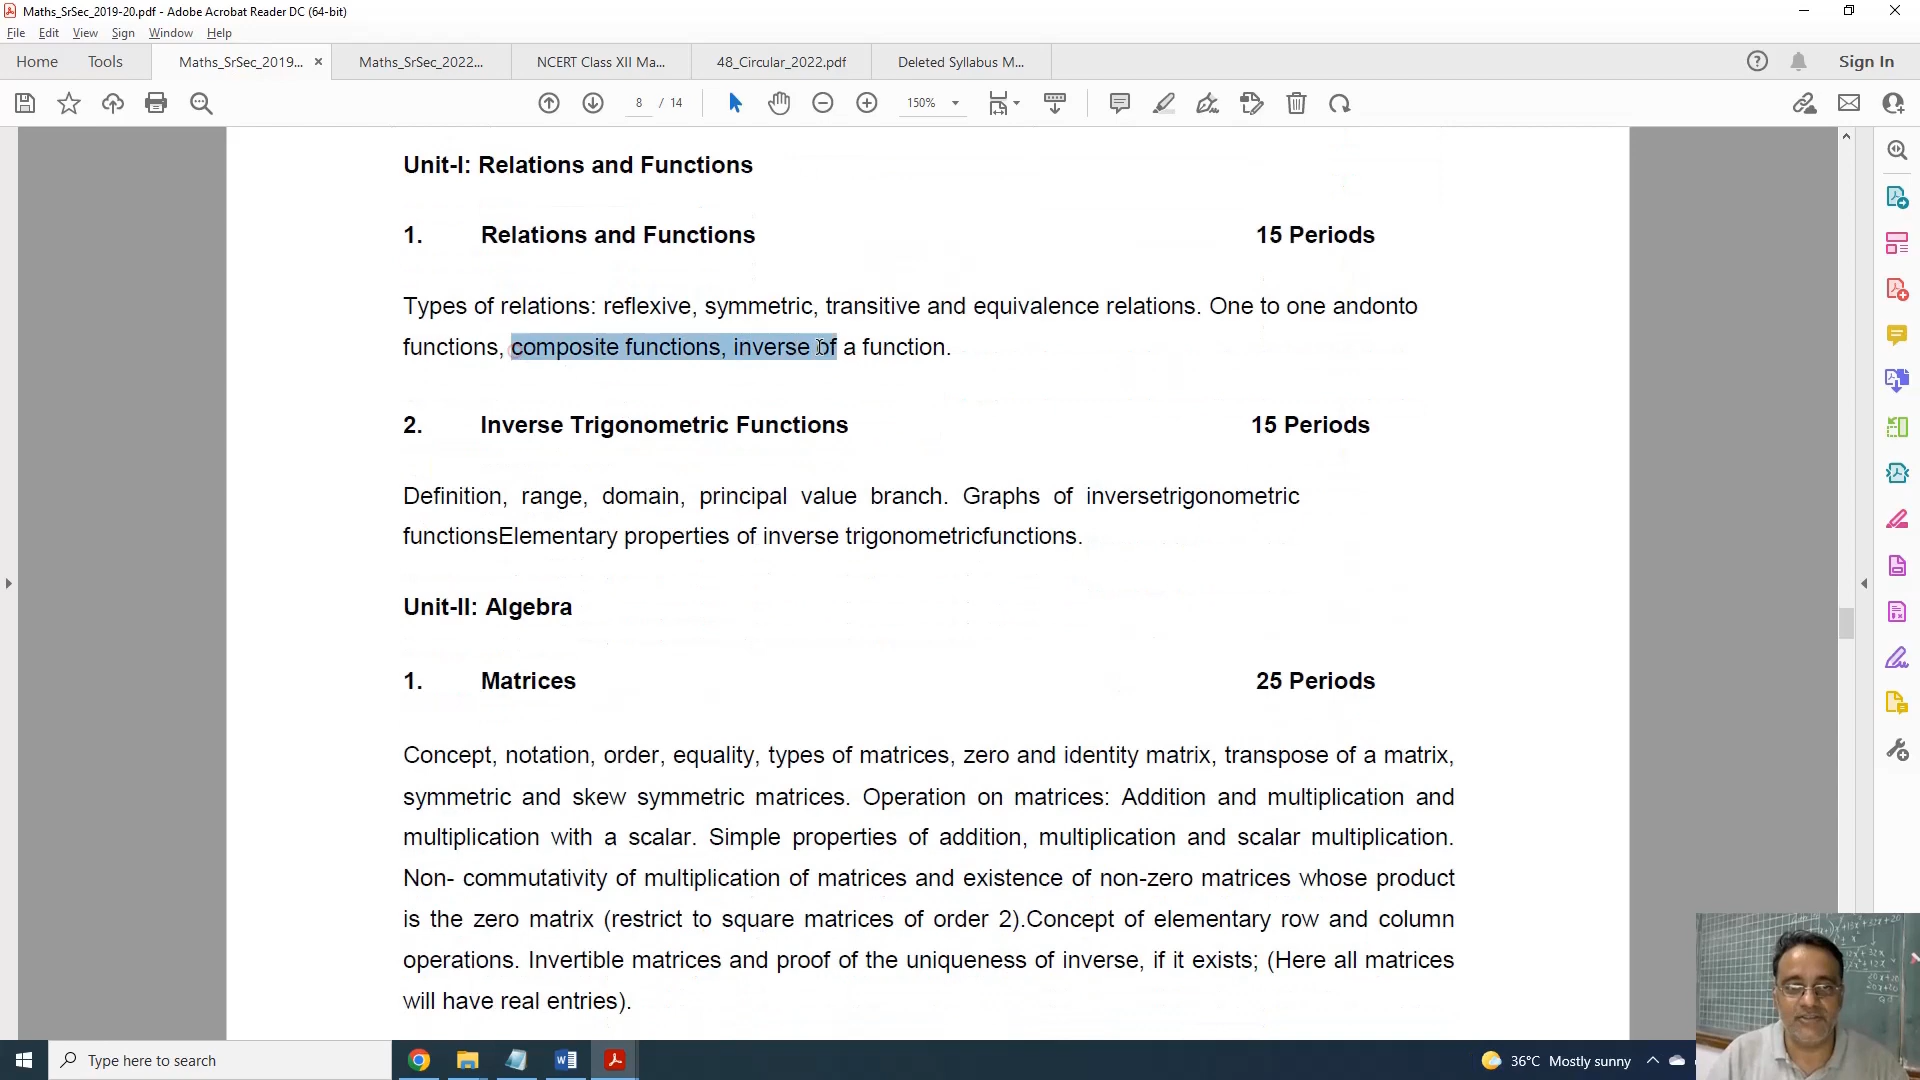 Maths_SrSec_2019-20.pdf - Adobe Acrobat Reader DC (64-bit)
File Edit View Sign Window Help
Home Tools Maths_SrSec_2019... Maths_SrSec_2022... NCERT Class XII Ma... 48_Circular_2022.pdf Deleted Syllabus M... Sign In
8 / 14 150%
Unit-I: Relations and Functions
1. Relations and Functions 15 Periods
Types of relations: reflexive, symmetric, transitive and equivalence relations. One to one andonto
functions, composite functions, inverse of a function.
2. Inverse Trigonometric Functions 15 Periods
Definition, range, domain, principal value branch. Graphs of inversetrigonometric
functionsElementary properties of inverse trigonometricfunctions.
Unit-II: Algebra
1. Matrices 25 Periods
Concept, notation, order, equality, types of matrices, zero and identity matrix, transpose of a matrix,
symmetric and skew symmetric matrices. Operation on matrices: Addition and multiplication and
multiplication with a scalar. Simple properties of addition, multiplication and scalar multiplication.
Non- commutativity of multiplication of matrices and existence of non-zero matrices whose product
is the zero matrix (restrict to square matrices of order 2).Concept of elementary row and column
operations. Invertible matrices and proof of the uniqueness of inverse, if it exists; (Here all matrices
will have real entries).
Type here to search
36°C Mostly sunny